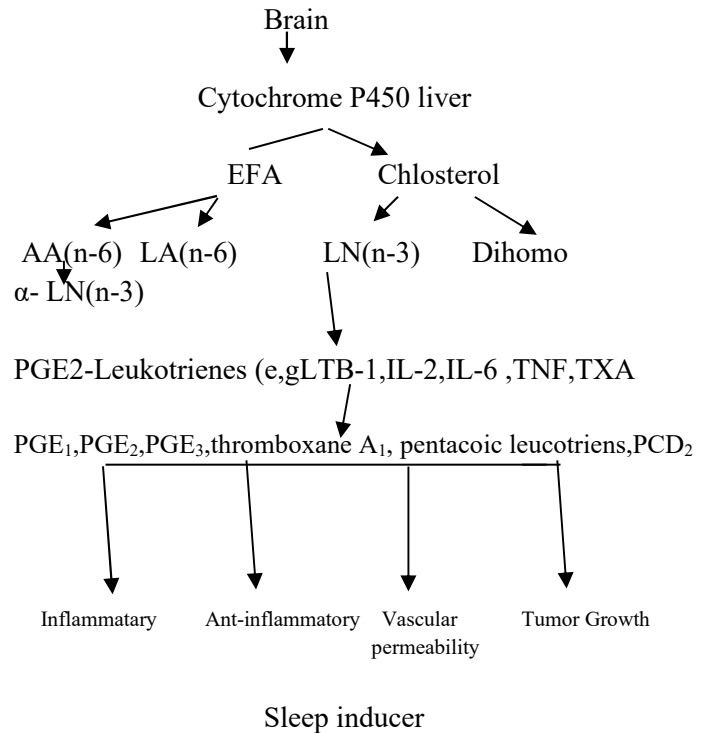 Brain
Cytochrome P450 liver
EFA Chlosterol
AA(n-6) LA(n-6) LN(n-3) Dihomo
α- LN(n-3)
PGE2-Leukotrienes (e,gLTB-1,IL-2,IL-6 ,TNF,TXA
PGE₁,PGE₂,PGE₃,thromboxane A₁, pentacoic leucotriens,PCD₂
Inflammatary Ant-inflammatory Vascular permeability Tumor Growth
Sleep inducer